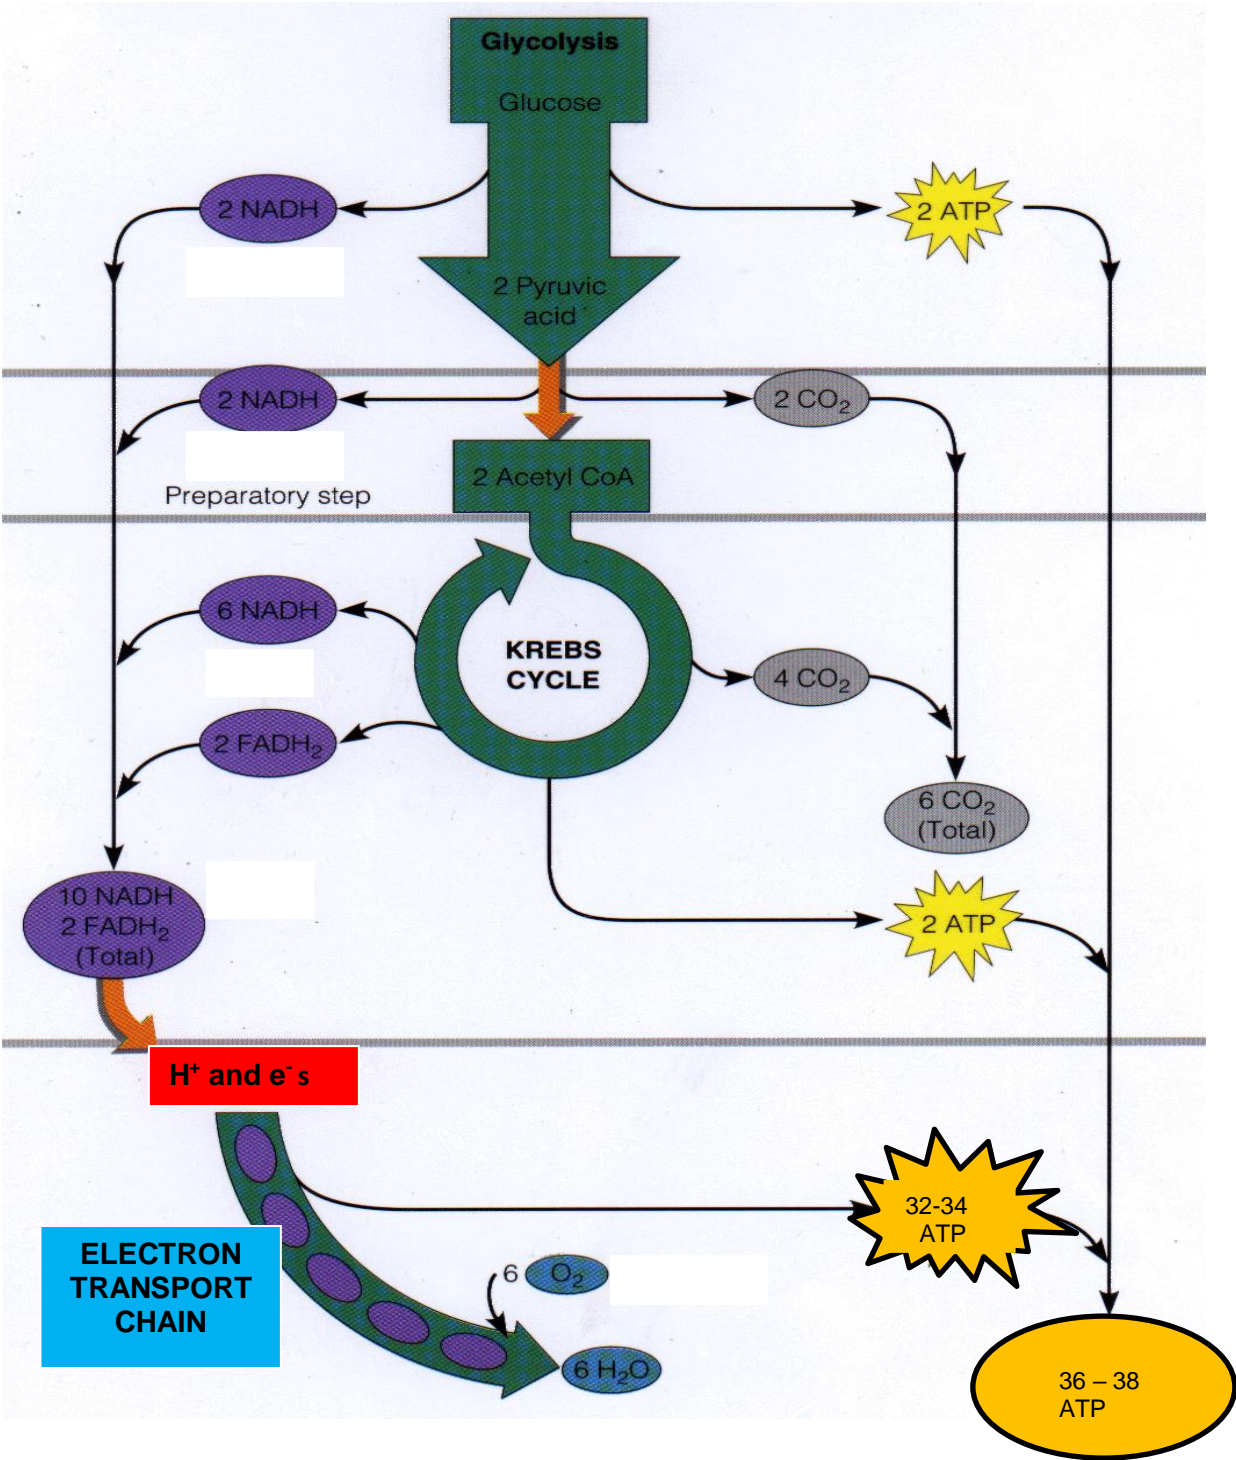 Glycolysis
Glucose
2 NADH
2 ATP
2 Pyruvic
acid
2 NADH
2 CO₂
2 Acetyl CoA
Preparatory step
6 NADH
KREBS
CYCLE
4 CO₂
2 FADH₂
6 CO₂
(Total)
10 NADH
2 FADH₂
(Total)
2 ATP
H⁺ and e⁻ s
32-34
ATP
ELECTRON
TRANSPORT
CHAIN
6 O₂
6 H₂O
36 – 38
ATP